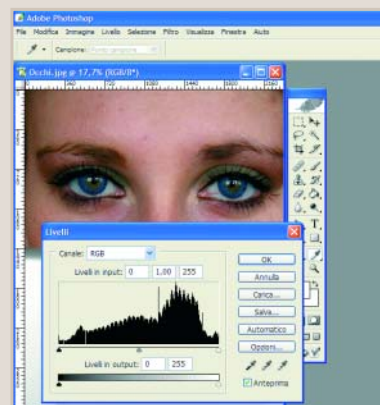 Adobe Photoshop
File Modifica Immagine Livello Selezione Filtro Visualizza Finestra Aiuto
Campione:
Occhi.jpg @ 17,7% (RGB/8*)
Livelli
Canale: RGB
OK
Livelli in input: 0 1,00 255
Annulla
Carica...
Salva...
Automatico
Opzioni...
Livelli in output: 0 255
Anteprima